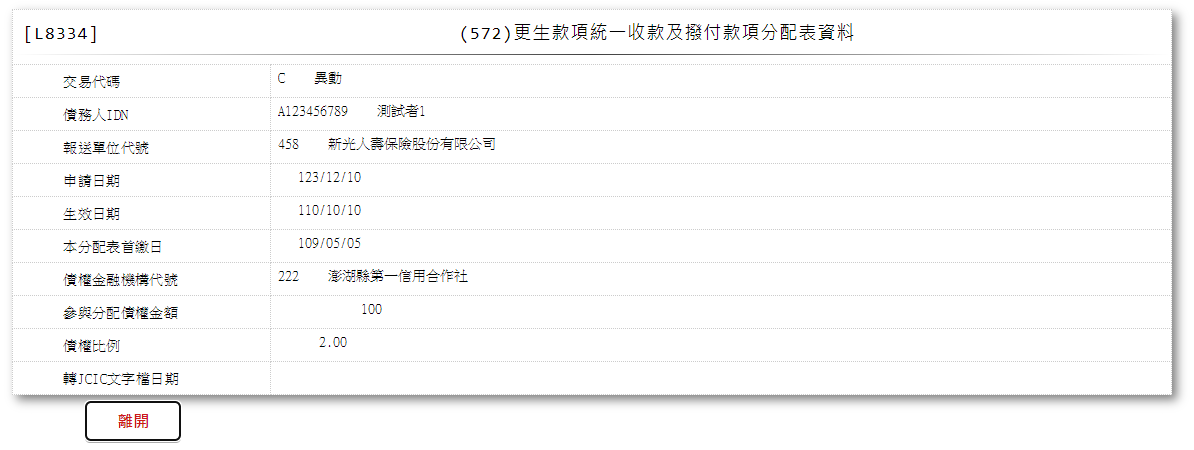 [L8334] (572)更生款項統一收款及撥付款項分配表資料
交易代碼 C 異動
債務人IDN A123456789 測試者1
報送單位代號 458 新光人壽保險股份有限公司
申請日期 123/12/10
生效日期 110/10/10
本分配表首繳日 109/05/05
債權金融機構代號 222 澎湖縣第一信用合作社
參與分配債權金額 100
債權比例 2.00
轉JCIC文字檔日期
離開